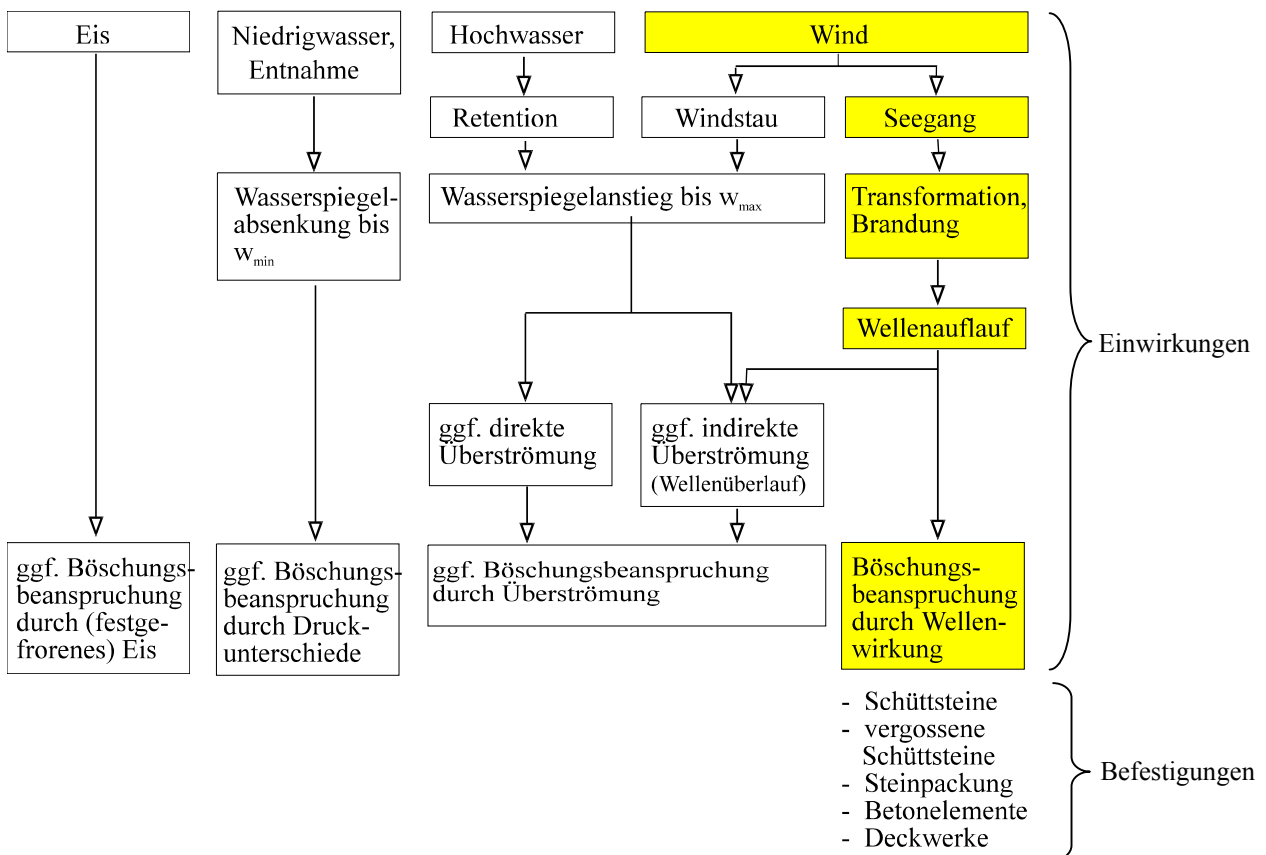 Eis
Niedrigwasser,
Entnahme
Hochwasser
Wind
Retention
Windstau
Seegang
Wasserspiegel-
absenkung bis
w_min
Wasserspiegelanstieg bis w_max
Transformation,
Brandung
Wellenauflauf
Einwirkungen
ggf. direkte
Überströmung
ggf. indirekte
Überströmung
(Wellenüberlauf)
ggf. Böschungs-
beanspruchung
durch (festge-
frorenes) Eis
ggf. Böschungs-
beanspruchung
durch Druck-
unterschiede
ggf. Böschungsbeanspruchung
durch Überströmung
Böschungs-
beanspruchung
durch Wellen-
wirkung
- Schüttsteine
- vergossene
Schüttsteine
- Steinpackung
- Betonelemente
- Deckwerke
Befestigungen